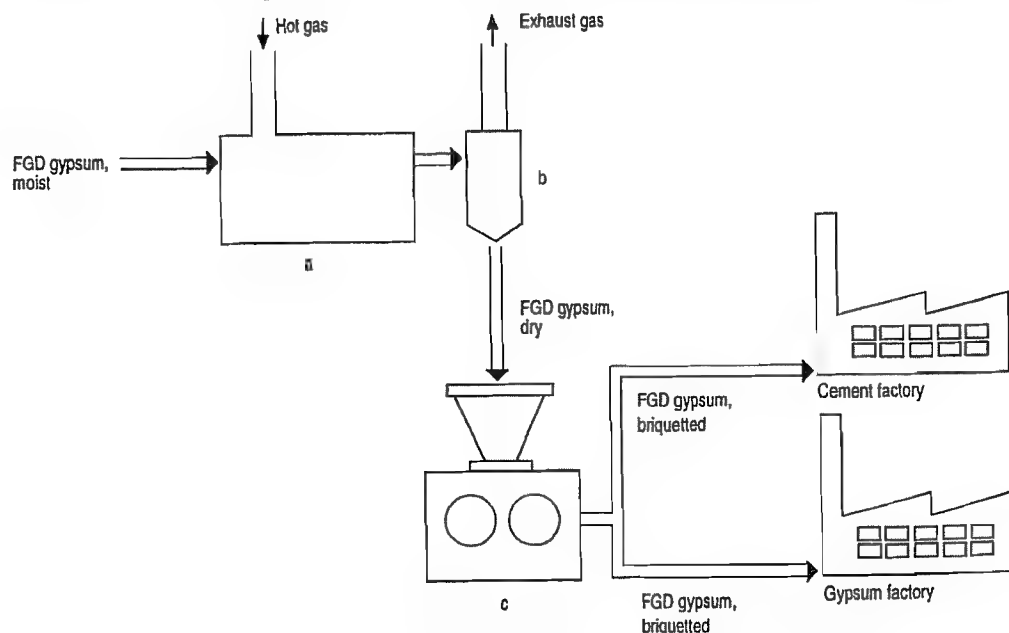 Hot gas
Exhaust gas
FGD gypsum,
moist
a
b
FGD gypsum,
dry
Cement factory
FGD gypsum,
briquetted
c
Gypsum factory
FGD gypsum,
briquetted